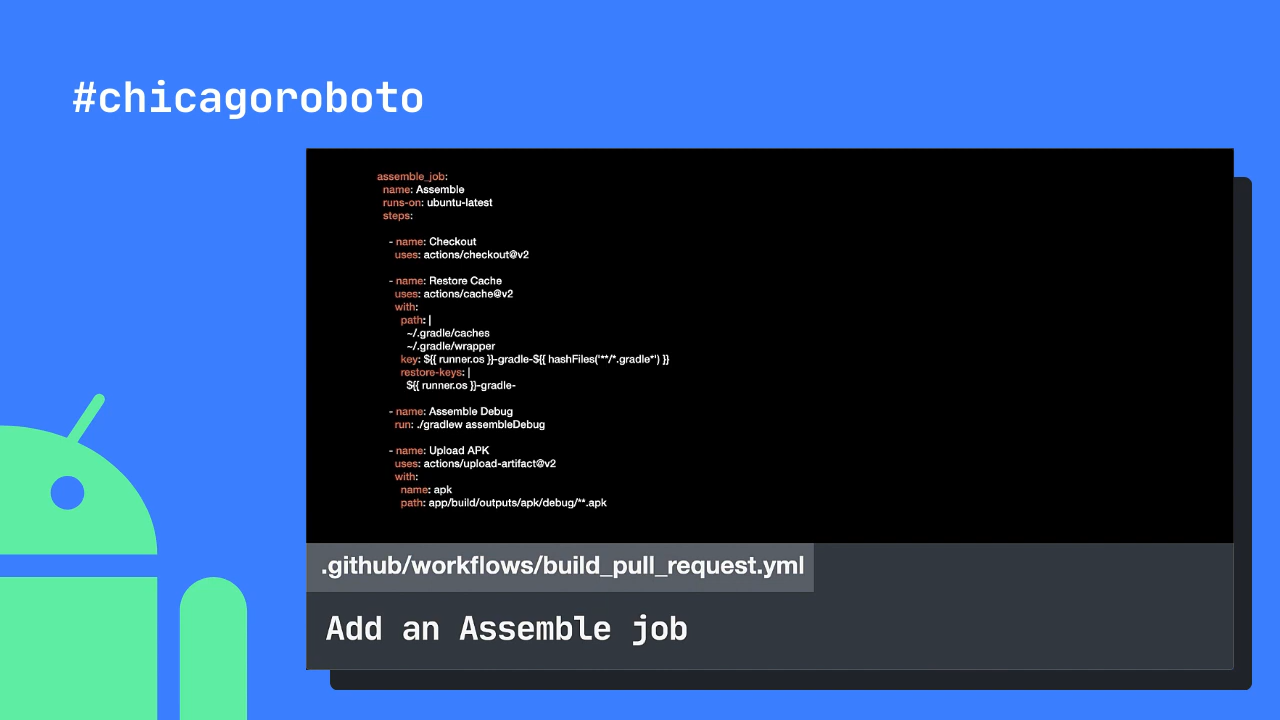 #chicagoroboto
assemble_job:
name: Assemble
runs-on: ubuntu-latest
steps:
- name: Checkout
uses: actions/checkout@v2
- name: Restore Cache
uses: actions/cache@v2
with:
path: |
~/.gradle/caches
~/.gradle/wrapper
key: ${{ runner.os }}-gradle-${{ hashFiles('**/*.gradle*') }}
restore-keys: |
${{ runner.os }}-gradle-
- name: Assemble Debug
run: ./gradlew assembleDebug
- name: Upload APK
uses: actions/upload-artifact@v2
with:
name: apk
path: app/build/outputs/apk/debug/**.apk
.github/workflows/build_pull_request.yml
Add an Assemble job